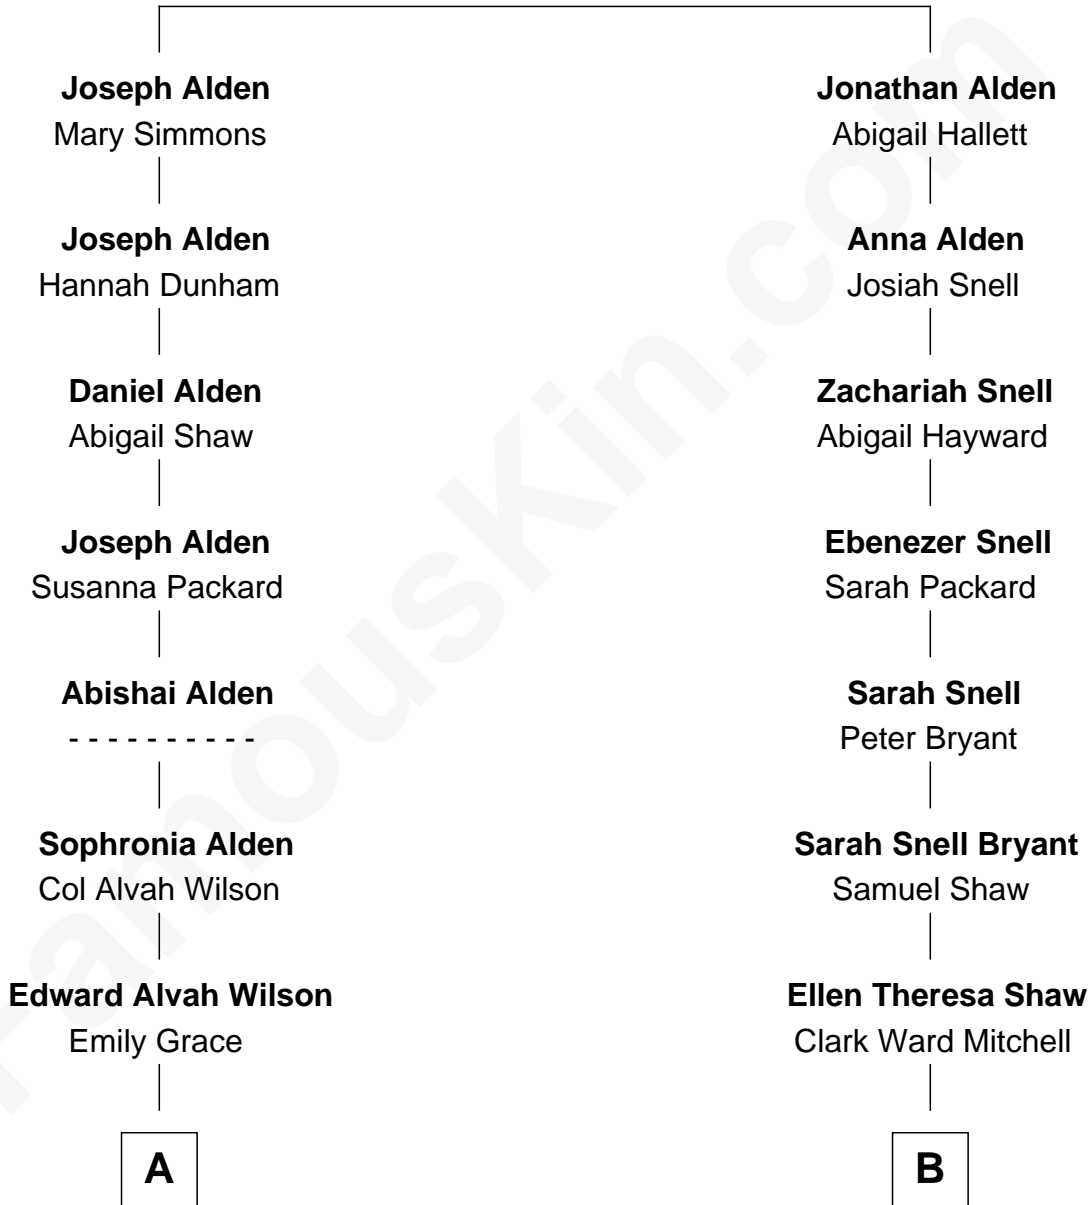 Joseph Alden
Mary Simmons
Joseph Alden
Hannah Dunham
Daniel Alden
Abigail Shaw
Joseph Alden
Susanna Packard
Abishai Alden
- - - - - - - - - -
Sophronia Alden
Col Alvah Wilson
Edward Alvah Wilson
Emily Grace
A
Jonathan Alden
Abigail Hallett
Anna Alden
Josiah Snell
Zachariah Snell
Abigail Hayward
Ebenezer Snell
Sarah Packard
Sarah Snell
Peter Bryant
Sarah Snell Bryant
Samuel Shaw
Ellen Theresa Shaw
Clark Ward Mitchell
B
FamousKin.com